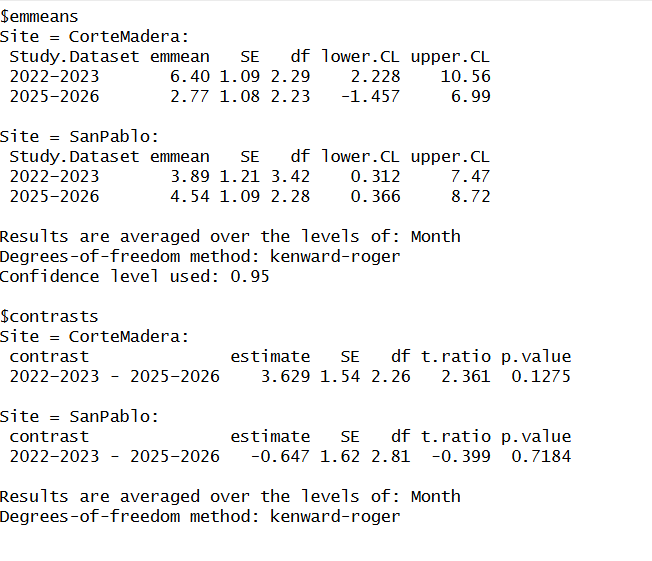 $emmeans
Site = CorteMadera:
 Study.Dataset emmean   SE   df lower.CL upper.CL
 2022-2023       6.40 1.09 2.29    2.228    10.56
 2025-2026       2.77 1.08 2.23   -1.457     6.99

Site = SanPablo:
 Study.Dataset emmean   SE   df lower.CL upper.CL
 2022-2023       3.89 1.21 3.42    0.312     7.47
 2025-2026       4.54 1.09 2.28    0.366     8.72

Results are averaged over the levels of: Month
Degrees-of-freedom method: kenward-roger
Confidence level used: 0.95

$contrasts
Site = CorteMadera:
 contrast              estimate   SE   df t.ratio p.value
 2022-2023 - 2025-2026    3.629 1.54 2.26   2.361  0.1275

Site = SanPablo:
 contrast              estimate   SE   df t.ratio p.value
 2022-2023 - 2025-2026   -0.647 1.62 2.81  -0.399  0.7184

Results are averaged over the levels of: Month
Degrees-of-freedom method: kenward-roger